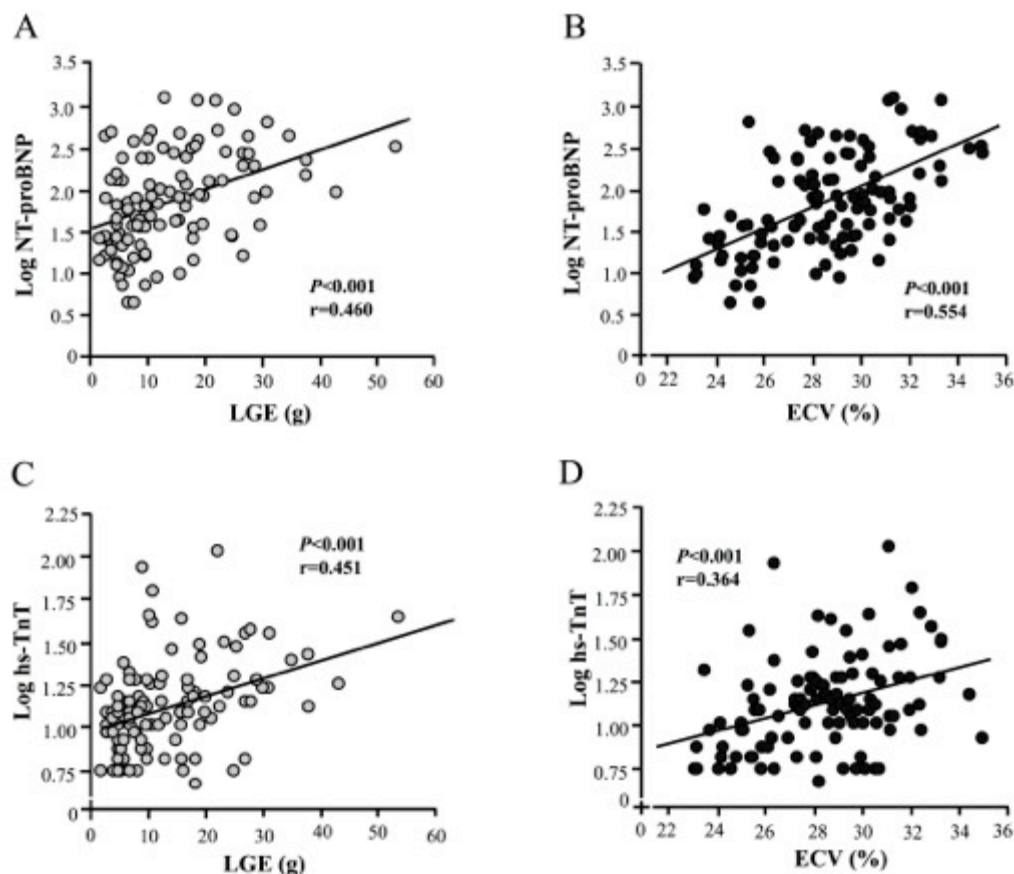 A
3.5
3.0
2.5
2.0
1.5
1.0
0.5
0
Log NT-proBNP
P<0.001
r=0.460
0 10 20 30 40 50 60
LGE (g)
B
3.5
3.0
2.5
2.0
1.5
1.0
0.5
0
Log NT-proBNP
P<0.001
r=0.554
0 22 24 26 28 30 32 34 36
ECV (%)
C
2.25
2.00
1.75
1.50
1.25
1.00
0.75
0
Log hs-TnT
P<0.001
r=0.451
0 10 20 30 40 50 60
LGE (g)
D
2.25
2.00
1.75
1.50
1.25
1.00
0.75
0
Log hs-TnT
P<0.001
r=0.364
0 22 24 26 28 30 32 34 36
ECV (%)